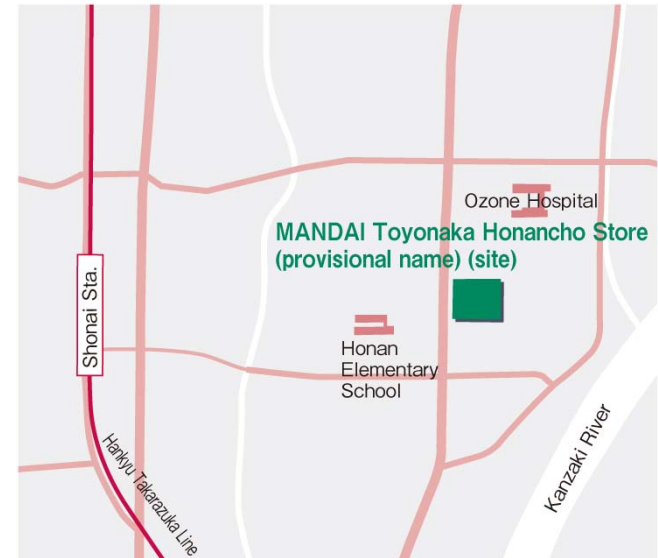 Ozone Hospital
MANDAI Toyonaka Honancho Store
(provisional name) (site)
Shonai Sta.
Honan
Elementary
School
Hankyu Takarazuka Line
Kanzaki River